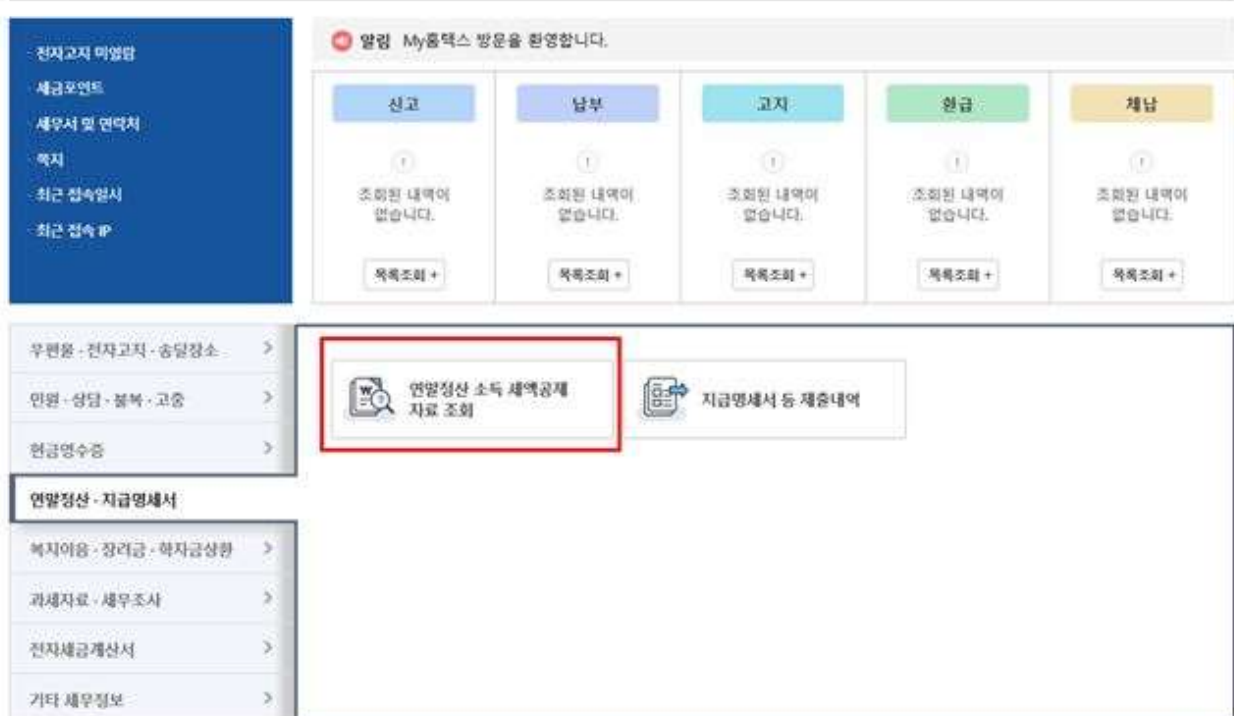 · 전자고지 미열람
· 세금포인트
· 세무서 및 연락처
· 쪽지
· 최근 접속일시
· 최근 접속 IP
알림 My홈택스 방문을 환영합니다.
신고 납부 고지 환급 체납
조회된 내역이 조회된 내역이 조회된 내역이 조회된 내역이 조회된 내역이
없습니다. 없습니다. 없습니다. 없습니다. 없습니다.
목록조회 + 목록조회 + 목록조회 + 목록조회 + 목록조회 +
우편물 · 전자고지 · 송달장소
민원 · 상담 · 불복 · 고충
현금영수증
연말정산 · 지급명세서
복지이음 · 장려금 · 학자금상환
과세자료 · 세무조사
전자세금계산서
기타 세무정보
연말정산 소득 세액공제
자료 조회
지급명세서 등 제출내역